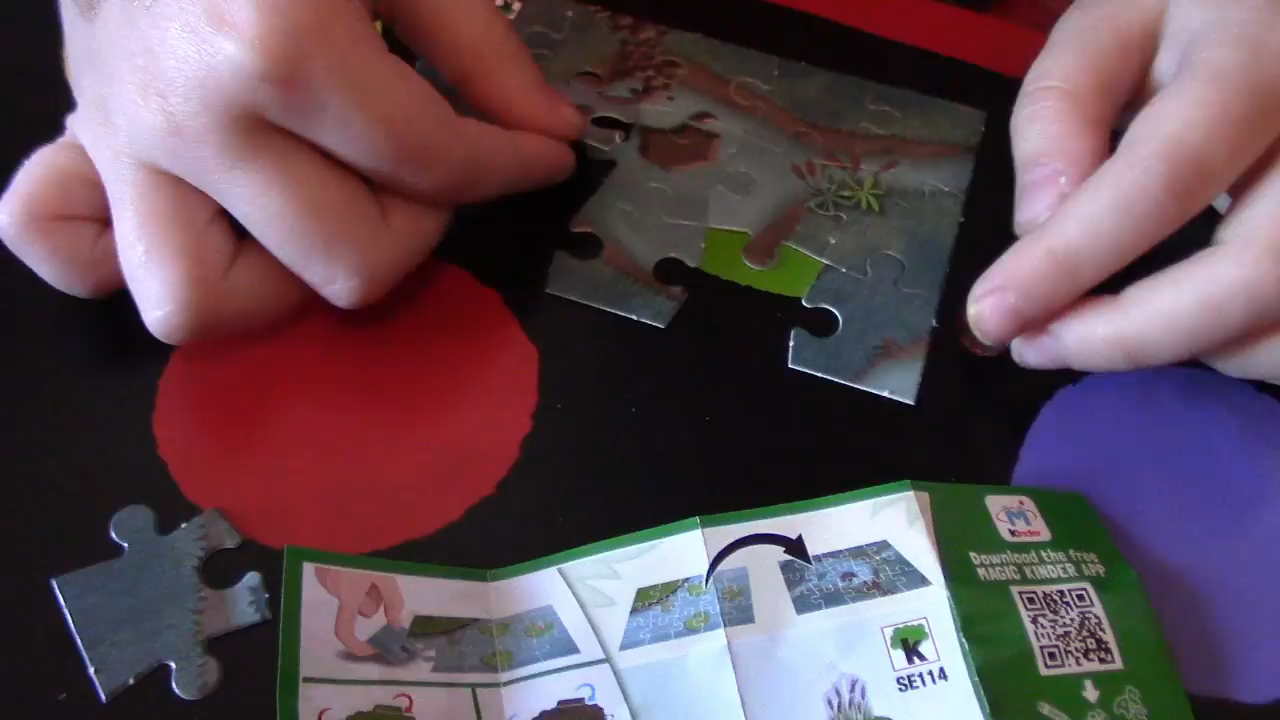 M
Kinder
Download the free
MAGIC KINDER APP
k
SE114